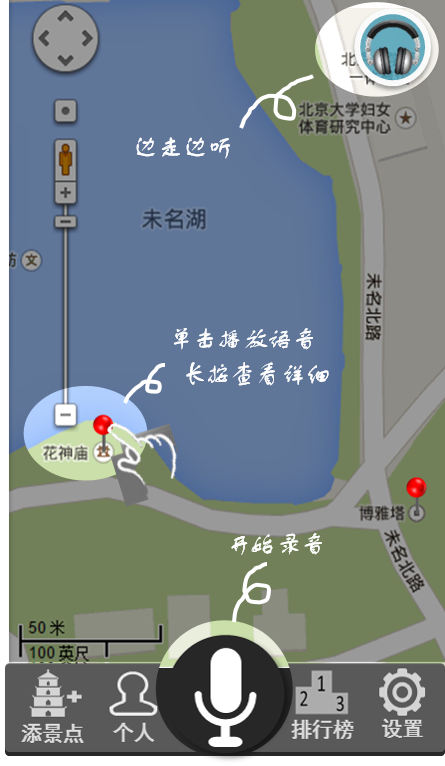 北
一体
北京大学妇女
体育研究中心
边走边听
未名湖
文
未名北路
单击播放语音
长按查看详细
花神庙
博雅塔
未名北路
开始录音
50 米
100 英尺
添景点
个人
1
2
3
排行榜
设置